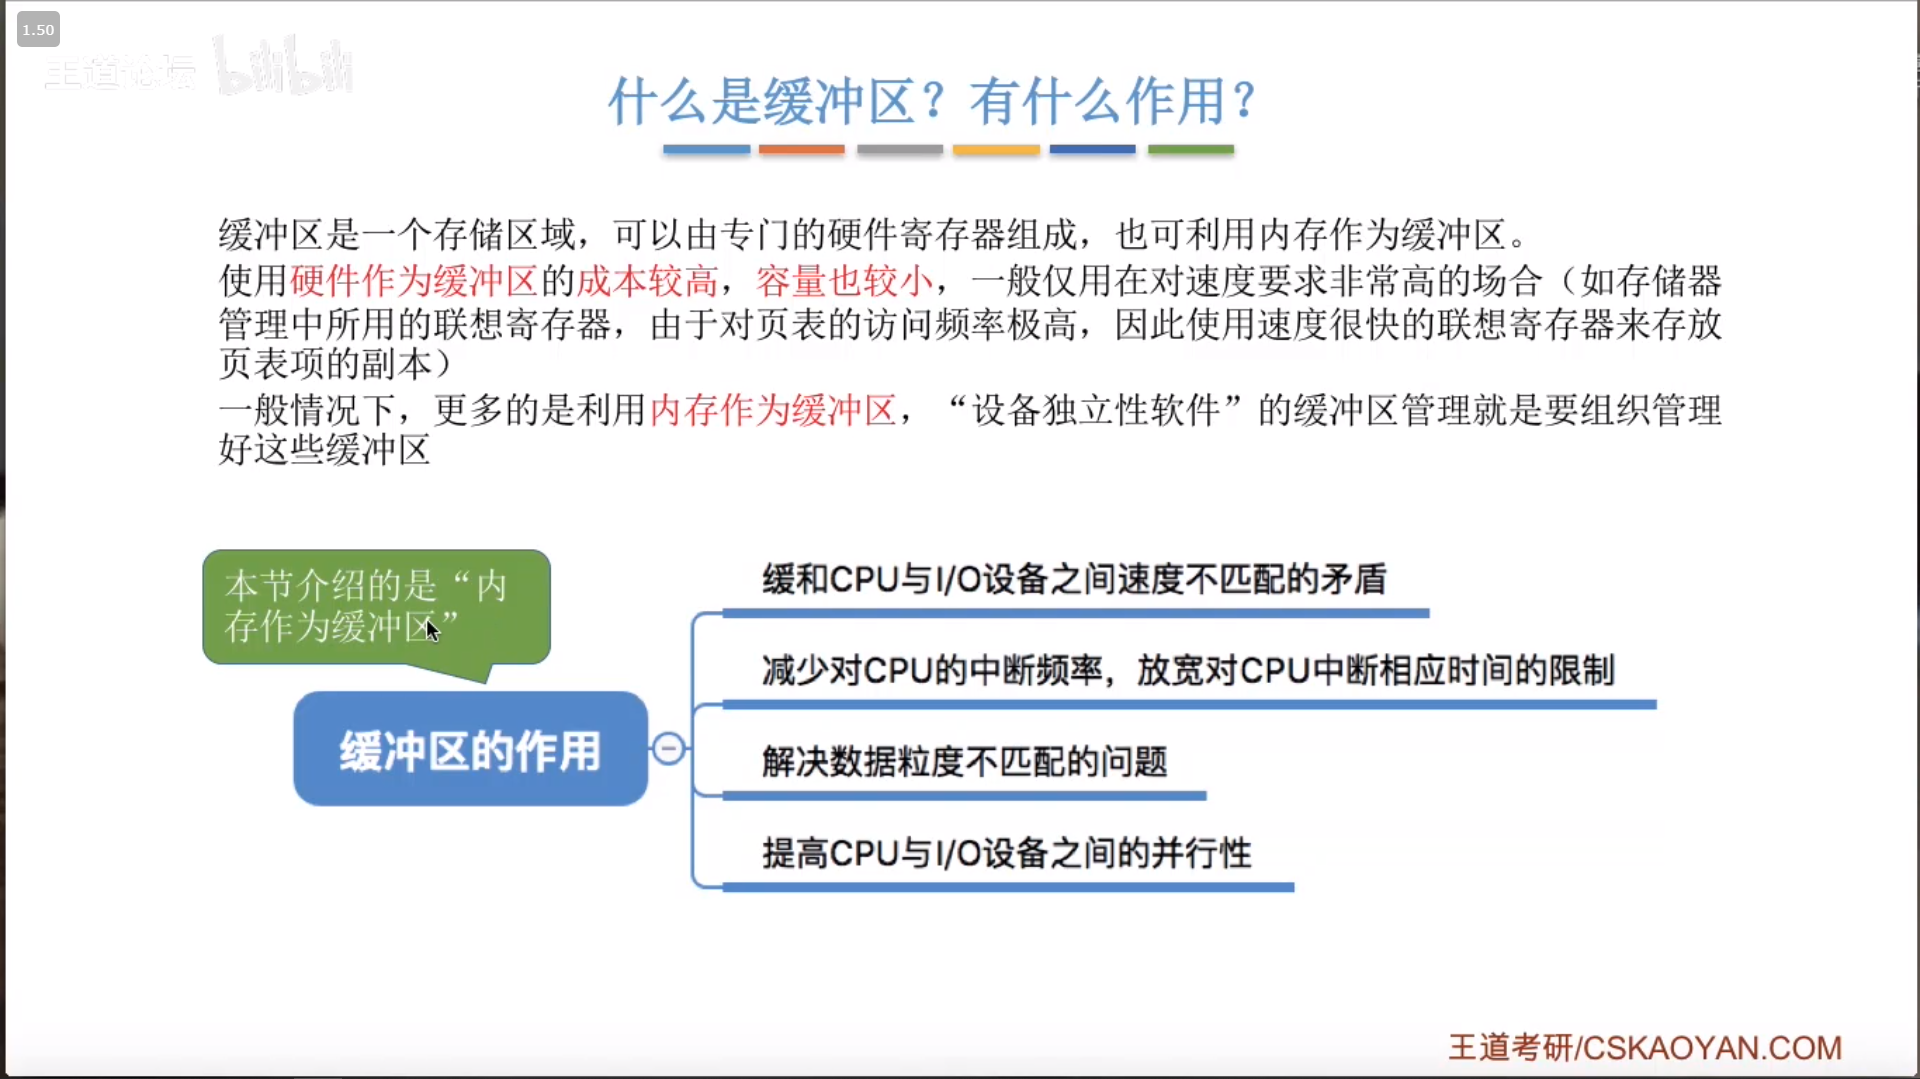 1.50
王道论坛 bilibili
什么是缓冲区？有什么作用？
缓冲区是一个存储区域，可以由专门的硬件寄存器组成，也可利用内存作为缓冲区。
使用硬件作为缓冲区的成本较高，容量也较小，一般仅用在对速度要求非常高的场合（如存储器
管理中所用的联想寄存器，由于对页表的访问频率极高，因此使用速度很快的联想寄存器来存放
页表项的副本）
一般情况下，更多的是利用内存作为缓冲区，“设备独立性软件”的缓冲区管理就是要组织管理
好这些缓冲区
本节介绍的是“内
存作为缓冲区”
缓冲区的作用
缓和CPU与I/O设备之间速度不匹配的矛盾
减少对CPU的中断频率，放宽对CPU中断相应时间的限制
解决数据粒度不匹配的问题
提高CPU与I/O设备之间的并行性
王道考研/CSKAOYAN.COM